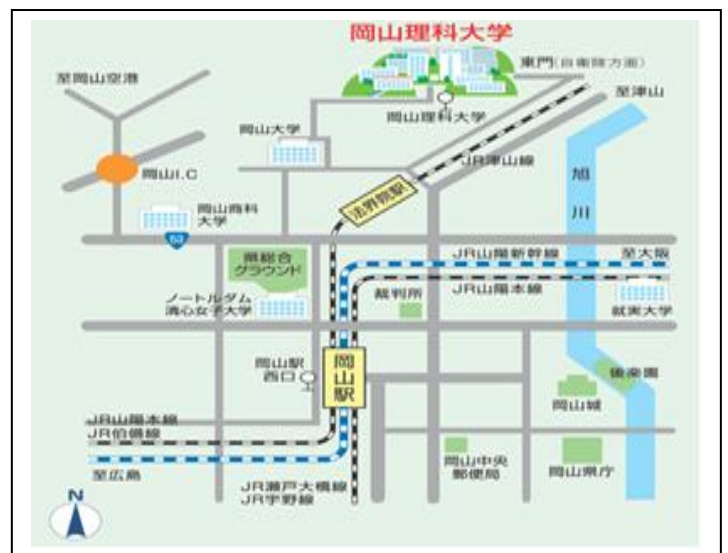 岡山理科大学
東門(自衛隊方面)
至岡山空港
至津山
岡山理科大学
岡山大学
JR津山線
岡山I.C
旭川
法界院駅
岡山商科
大学
53
県総合
グラウンド
JR山陽新幹線
至大阪
JR山陽本線
裁判所
ノートルダム
清心女子大学
就実大学
岡山駅
西口
岡山駅
後楽園
岡山城
JR山陽本線
JR伯備線
至広島
岡山中央
郵便局
岡山県庁
JR瀬戸大橋線
JR宇野線
N